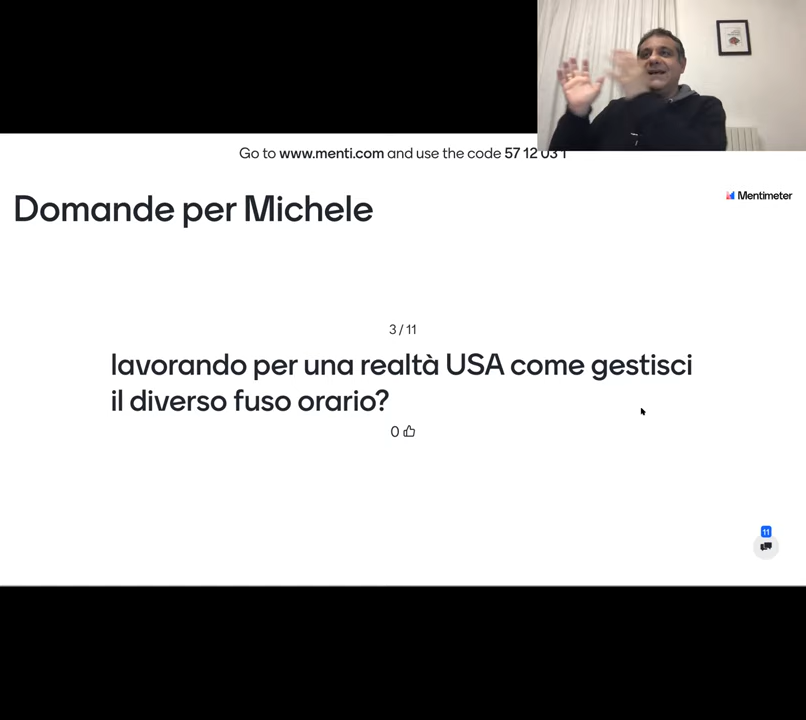 Go to www.menti.com and use the code 57 12 03 1
Domande per Michele
Mentimeter
3 / 11
lavorando per una realtà USA come gestisci
il diverso fuso orario?
0
11